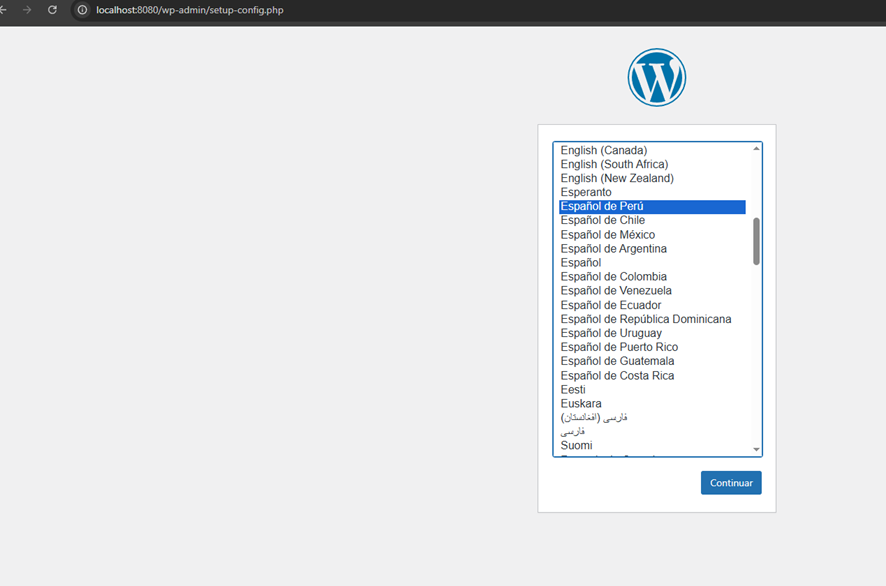 localhost:8080/wp-admin/setup-config.php
English (Canada)
English (South Africa)
English (New Zealand)
Esperanto
Español de Perú
Español de Chile
Español de México
Español de Argentina
Español
Español de Colombia
Español de Venezuela
Español de Ecuador
Español de República Dominicana
Español de Uruguay
Español de Puerto Rico
Español de Guatemala
Español de Costa Rica
Eesti
Euskara
(فارسی (افغانستان
فارسی
Suomi
Continuar